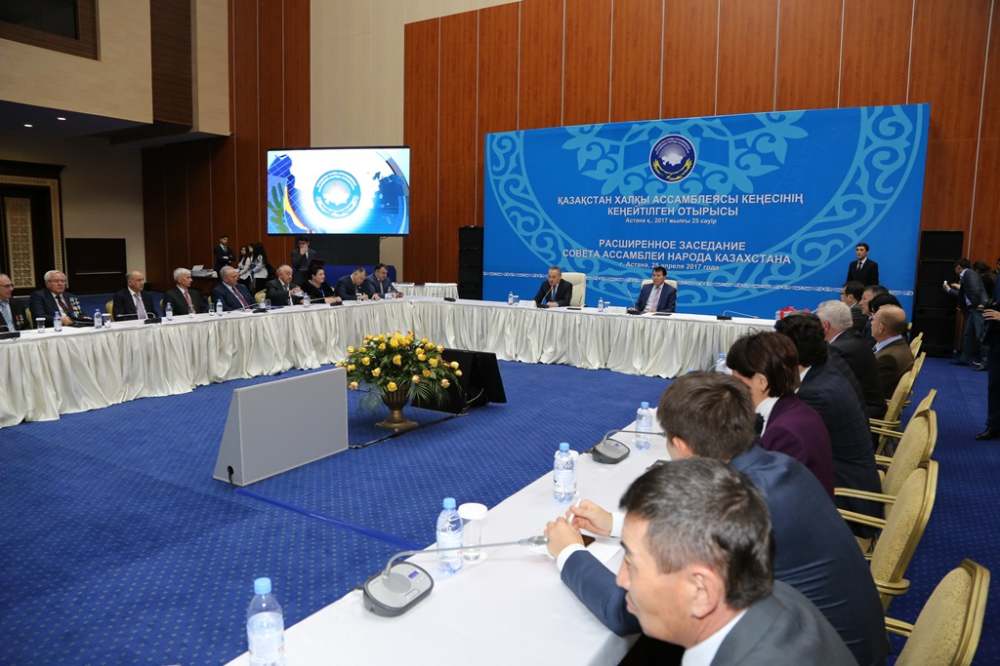 ҚАЗАҚСТАН ХАЛҚЫ АССАМБЛЕЯСЫ КЕҢЕСІНІҢ
КЕҢЕЙТІЛГЕН ОТЫРЫСЫ
Астана қ., 2017 жылғы 25 сәуір
РАСШИРЕННОЕ ЗАСЕДАНИЕ
СОВЕТА АССАМБЛЕИ НАРОДА КАЗАХСТАНА
г. Астана, 25 апреля 2017 года